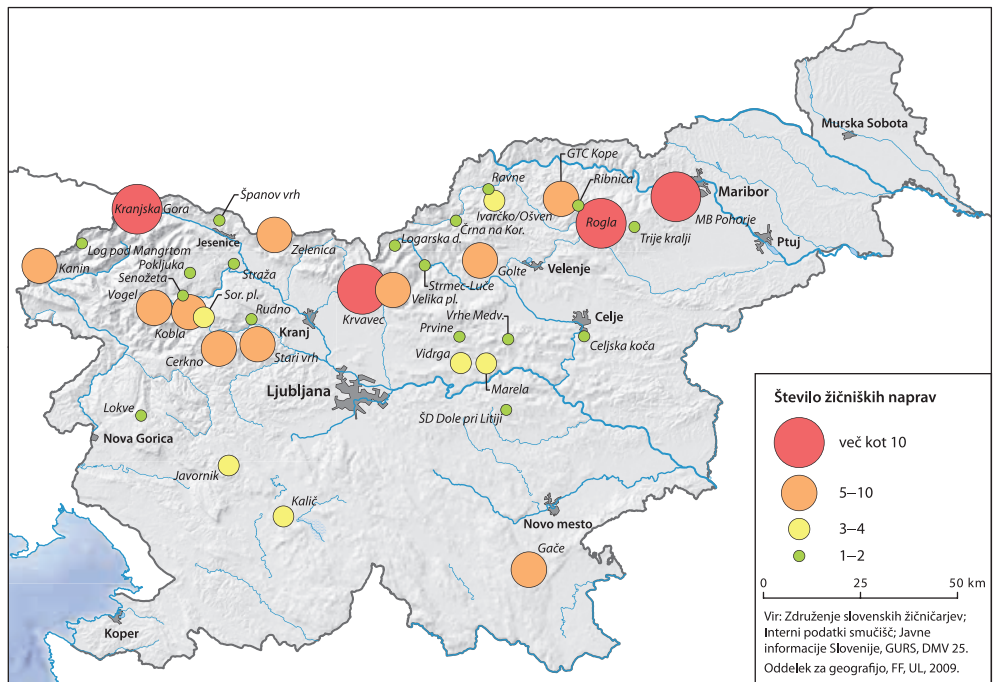 Murska Sobota
GTC Kope
Ravne
Ribnica
Maribor
Španov vrh
Ivarčko/Ošven
Kranjska Gora
MB Pohorje
Rogla
Črna na Kor.
Trije kralji
Jesenice
Logarska d.
Ptuj
Log pod Mangrtom
Zelenica
Kanin
Pokljuka
Straža
Golte
Velenje
Senožeta
Strmec-Luče
Vogel
Sor. pl.
Velika pl.
Rudno
Krvavec
Vrhe Medv.
Celje
Kobla
Kranj
Prvine
Celjska koča
Cerkno
Stari vrh
Vidrga
Ljubljana
Marela
Lokve
ŠD Dole pri Litiji
Nova Gorica
Javornik
Kalič
Novo mesto
Gače
Koper
Število žičniških naprav
več kot 10
5–10
3–4
1–2
0 25 50 km
Vir: Združenje slovenskih žičničarjev;
Interni podatki smučišč; Javne
informacije Slovenije, GURS, DMV 25.
Oddelek za geografijo, FF, UL, 2009.